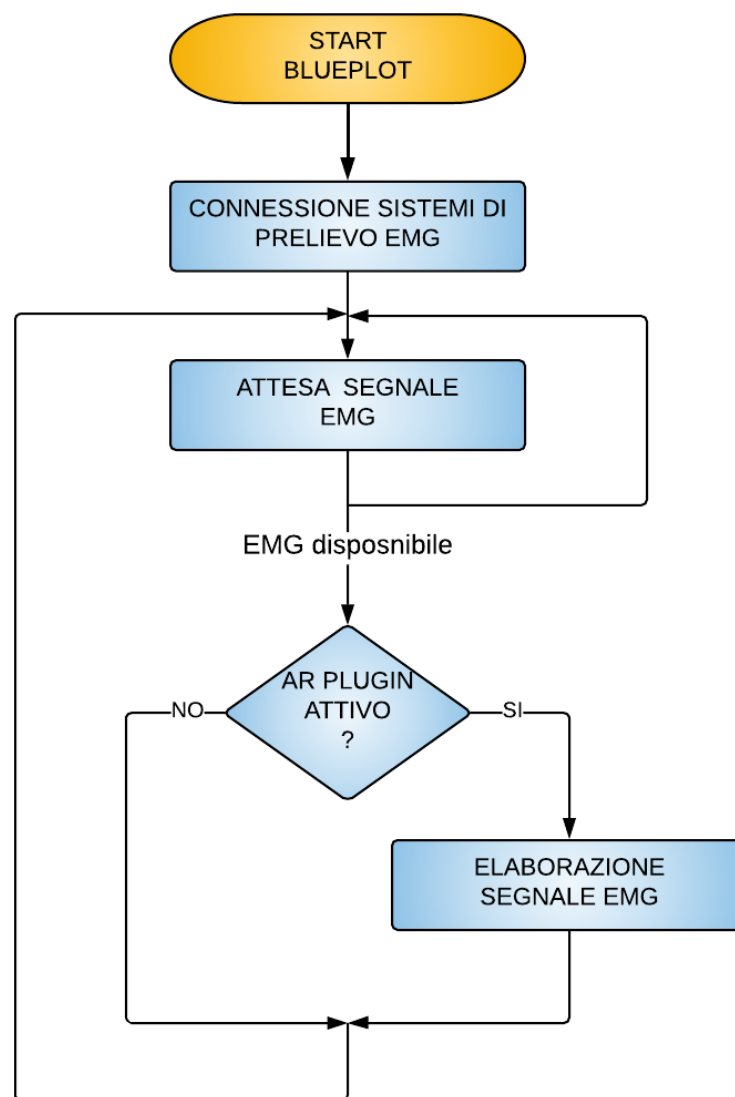 START
BLUEPLOT
CONNESSIONE SISTEMI DI
PRELIEVO EMG
ATTESA SEGNALE
EMG
EMG disposnibile
AR PLUGIN
ATTIVO
?
NO
SI
ELABORAZIONE
SEGNALE EMG